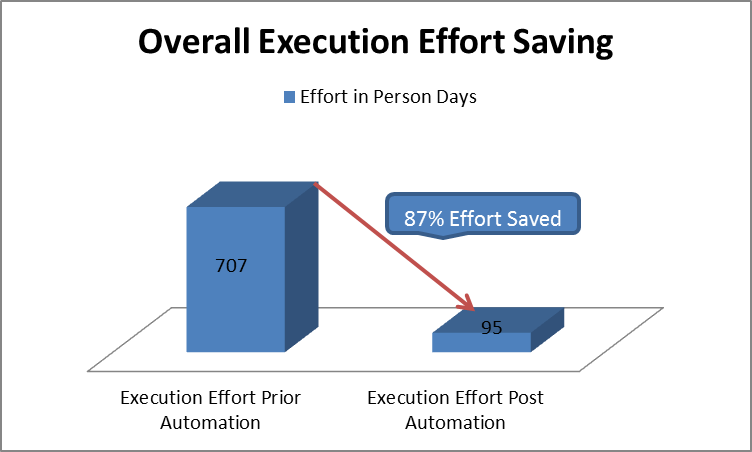 Overall Execution Effort Saving
Effort in Person Days
87% Effort Saved
707
95
Execution Effort Prior
Automation
Execution Effort Post
Automation